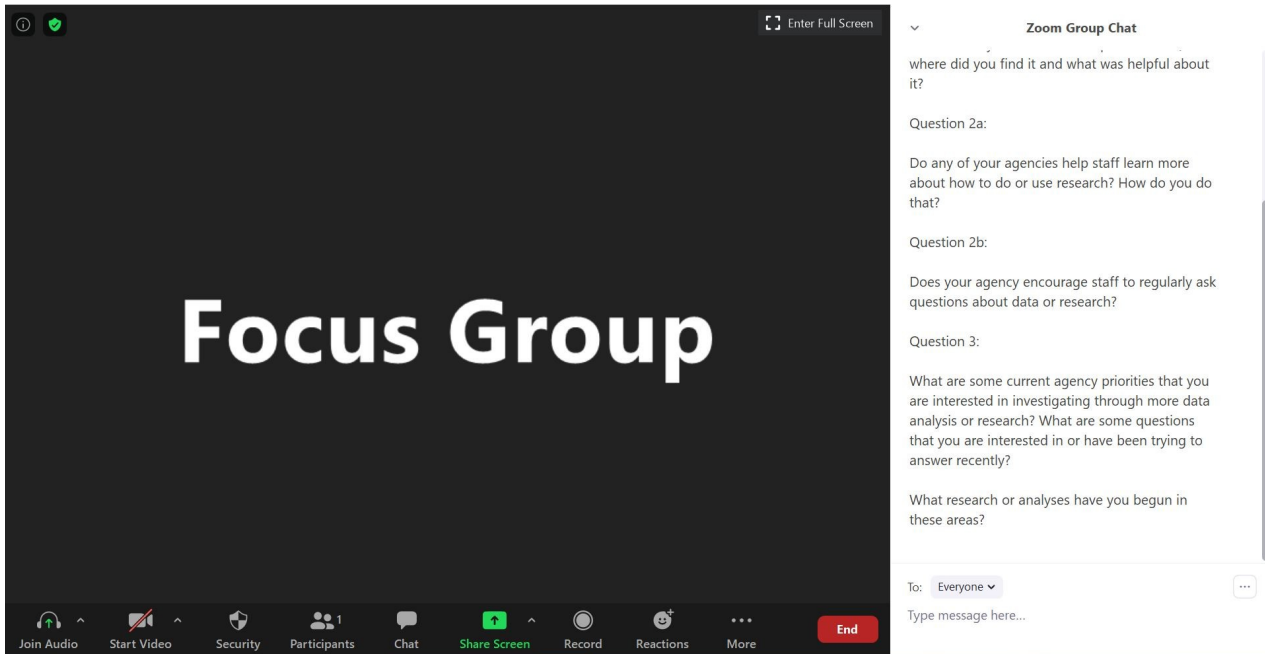 Enter Full Screen
Focus Group
Join Audio
Start Video
Security
Participants
1
Chat
Share Screen
Record
Reactions
More
End
Zoom Group Chat
where did you find it and what was helpful about
it?
Question 2a:
Do any of your agencies help staff learn more
about how to do or use research? How do you do
that?
Question 2b:
Does your agency encourage staff to regularly ask
questions about data or research?
Question 3:
What are some current agency priorities that you
are interested in investigating through more data
analysis or research? What are some questions
that you are interested in or have been trying to
answer recently?
What research or analyses have you begun in
these areas?
To: Everyone
Type message here...